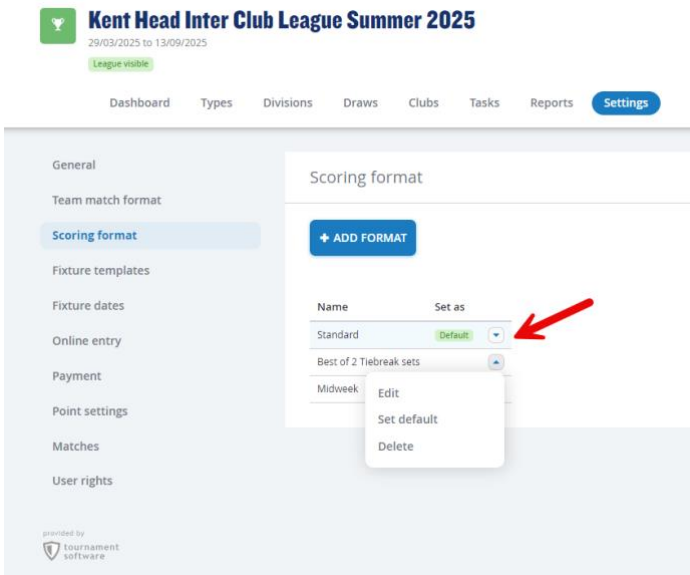 Kent Head Inter Club League Summer 2025
29/03/2025 to 13/09/2025
League visible
Dashboard Types Divisions Draws Clubs Tasks Reports Settings
General
Team match format
Scoring format
Fixture templates
Fixture dates
Online entry
Payment
Point settings
Matches
User rights
provided by
tournament
software
Scoring format
+ ADD FORMAT
Name Set as
Standard Default
Best of 2 Tiebreak sets
Midweek
Edit
Set default
Delete